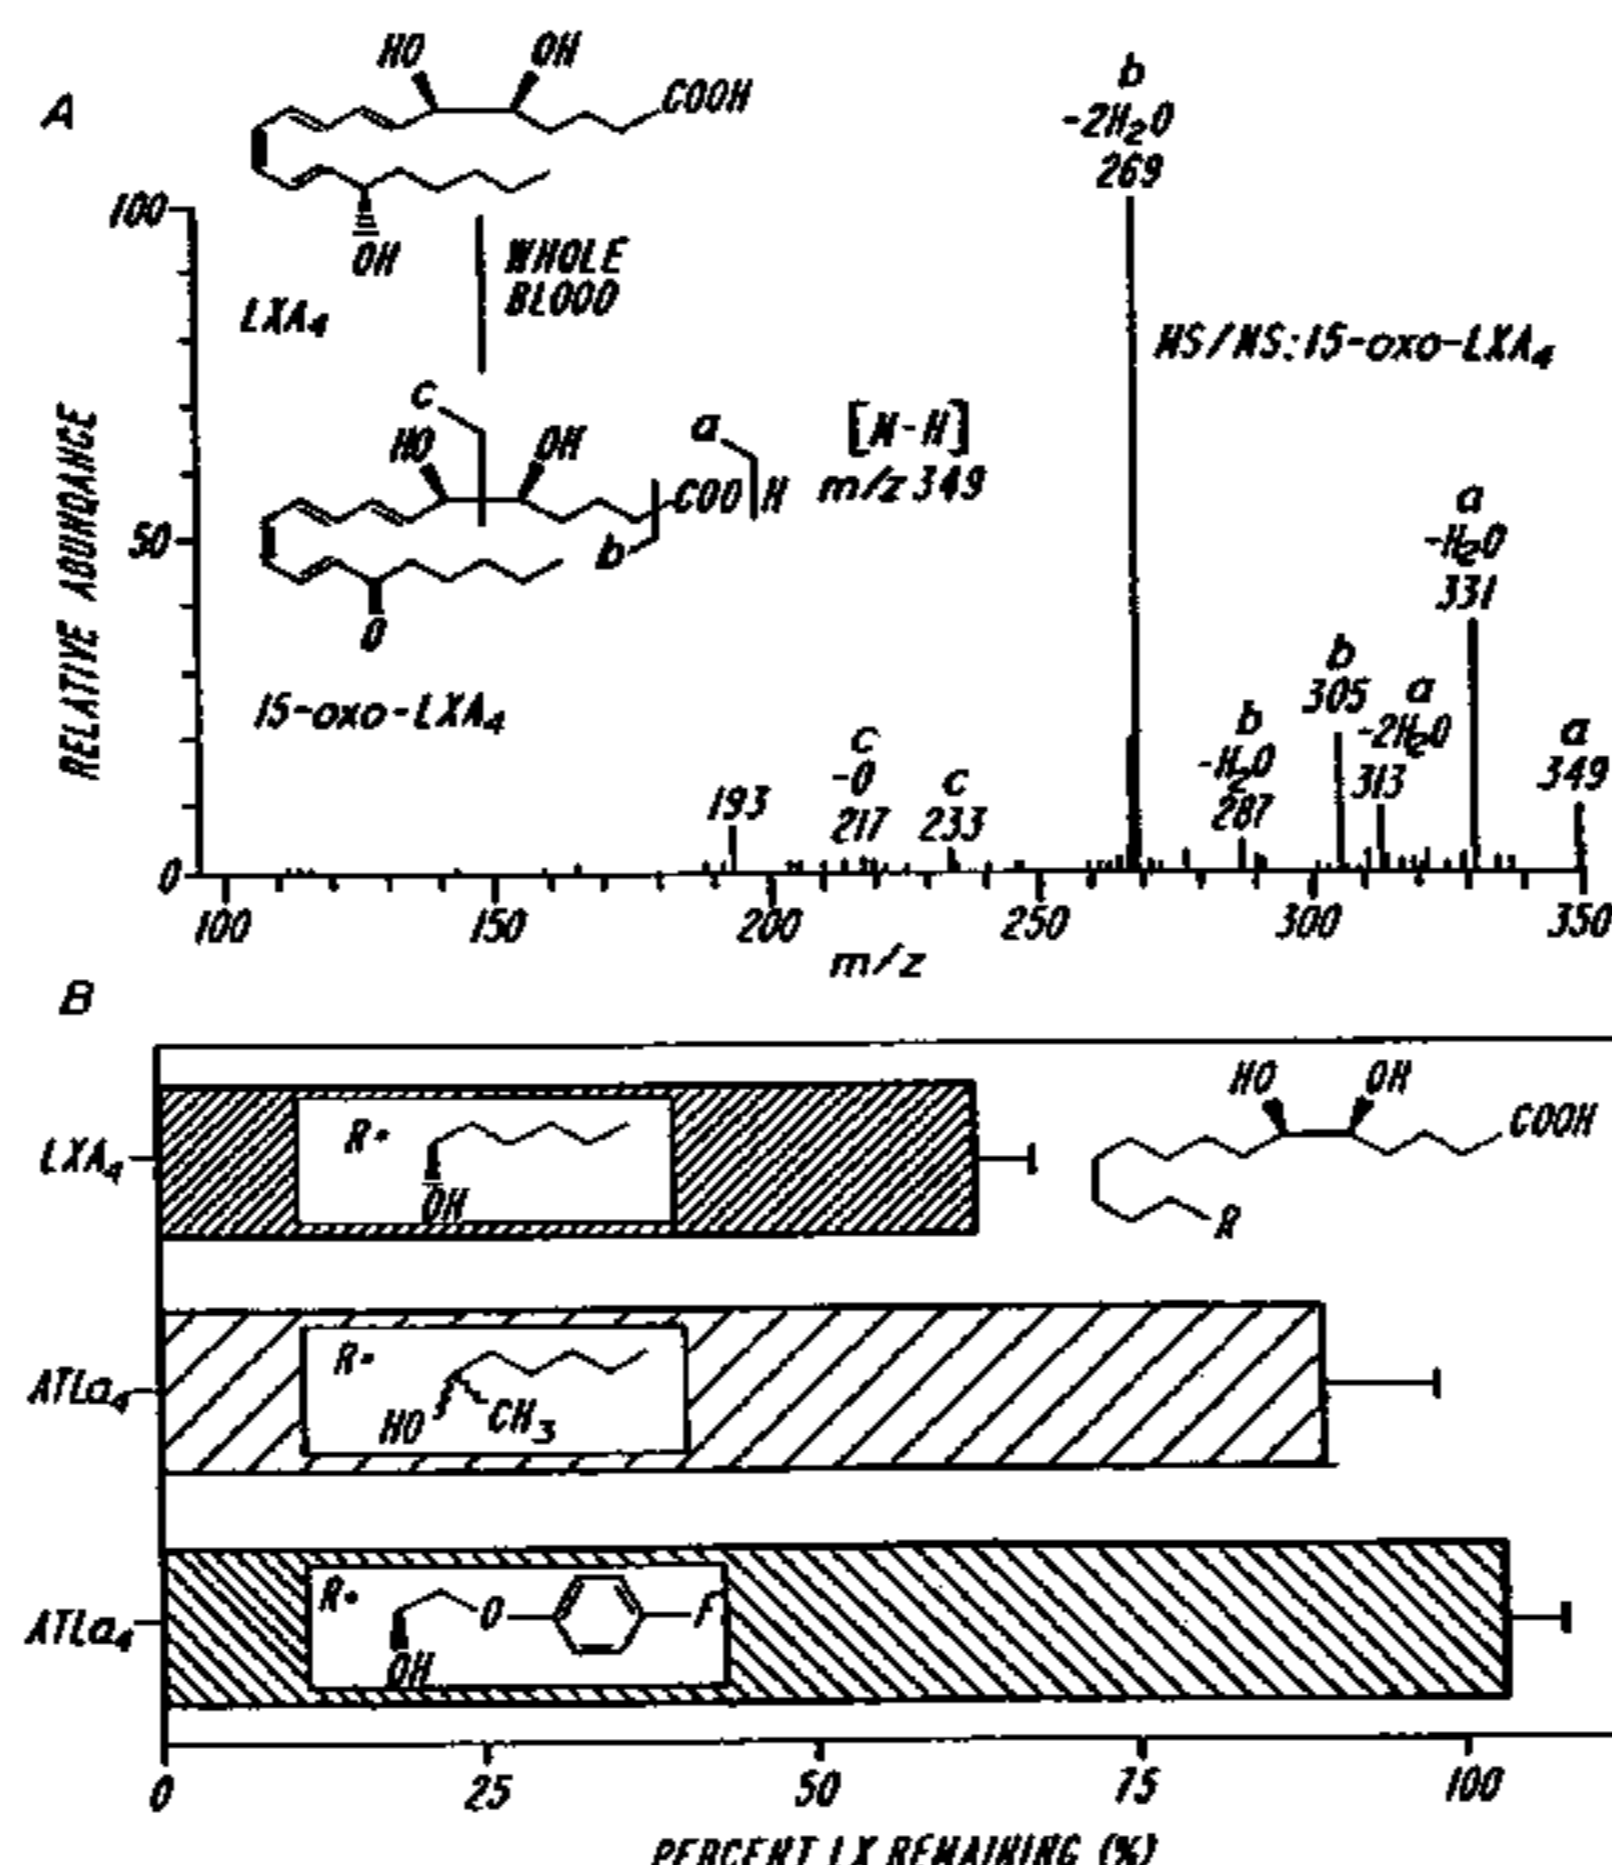 A
HO OH
COOH
OH
LXA4
WHOLE
BLOOD
b
-2H2O
269
MS/MS:15-oxo-LXA4
c
HO OH
a
COO H
b
O
15-oxo-LXA4
[M-H]
m/z 349
a
-H2O
331
b
305
a
-2H2O
313
a
349
b
-H2O
287
c
-O
217
c
233
193
RELATIVE ABUNDANCE
100
50
0
100 150 200 250 300 350
m/z
B
LXA4
R=
OH
HO OH
COOH
R
ATLa4
R=
HO CH3
ATLa4
R=
O F
OH
0 25 50 75 100
PERCENT LX REMAINING (%)